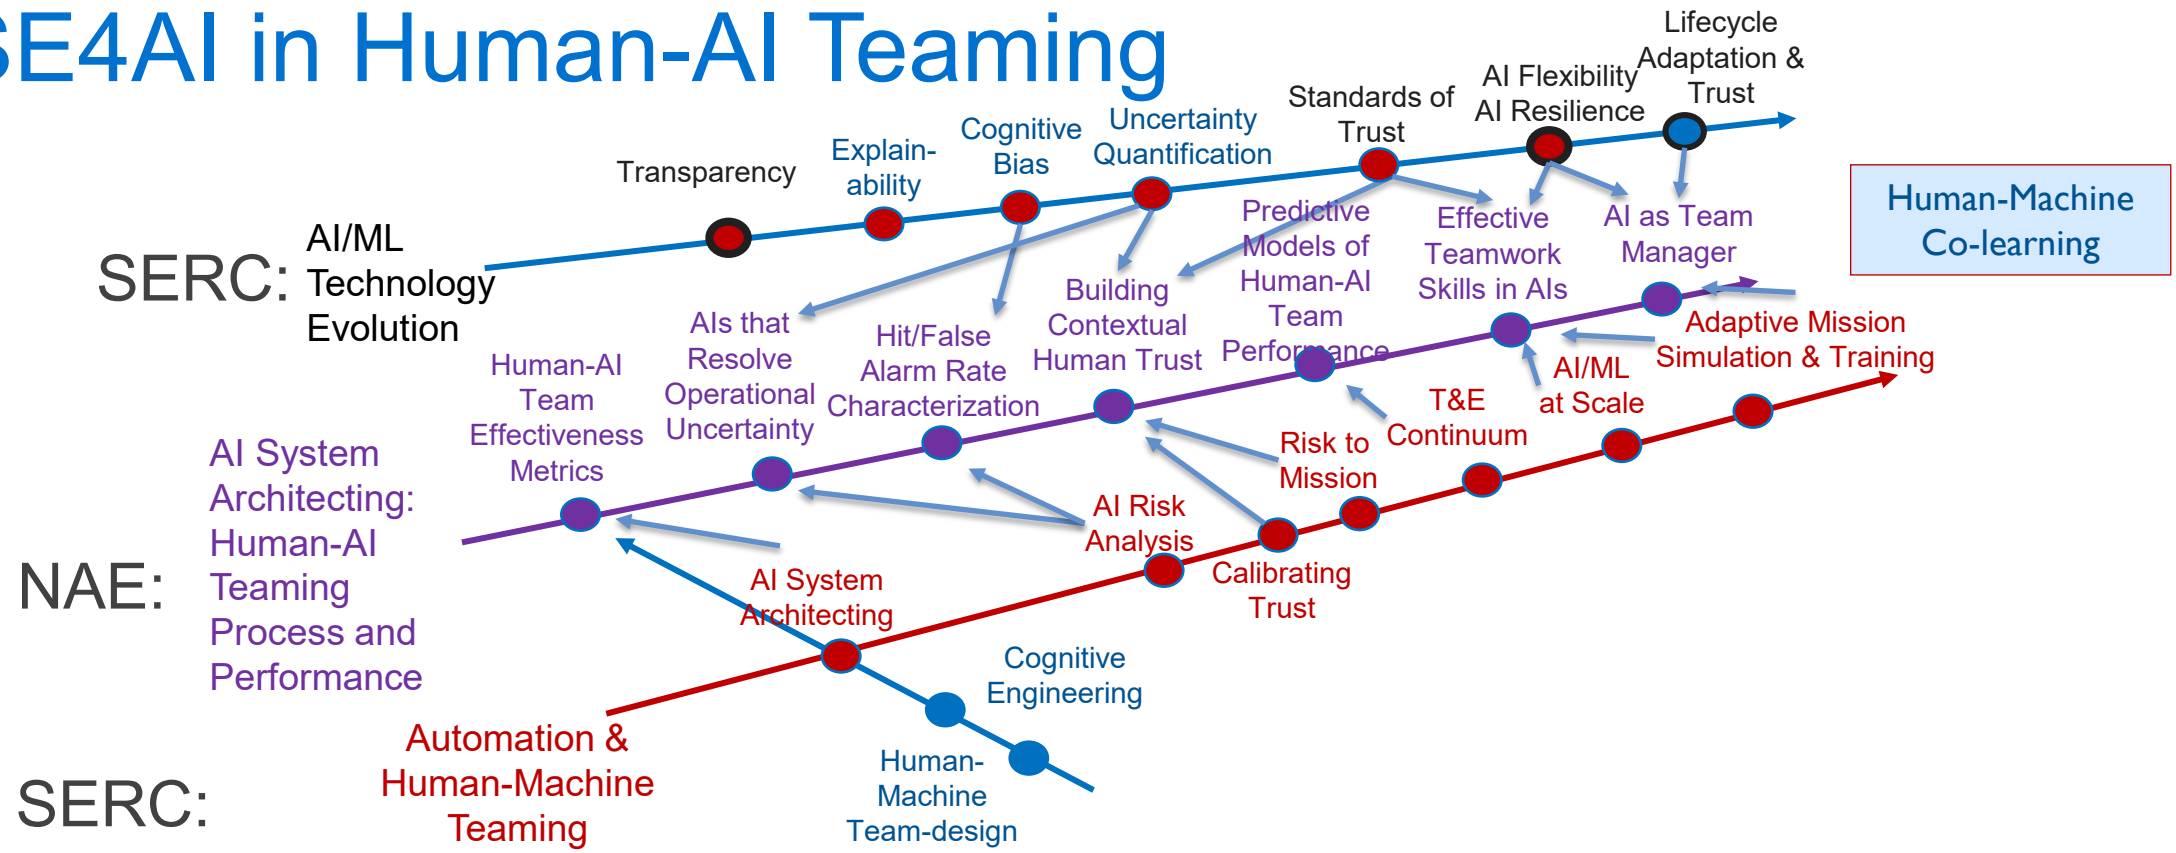 SE4AI in Human-AI Teaming
Lifecycle
Adaptation &
Trust
AI Flexibility
AI Resilience
Standards of
Trust
Uncertainty
Quantification
Cognitive
Bias
Explain-
ability
Transparency
SERC:
AI/ML
Technology
Evolution
Human-Machine
Co-learning
Human-AI
Team
Effectiveness
Metrics
AIs that
Resolve
Operational
Uncertainty
Hit/False
Alarm Rate
Characterization
Building
Contextual
Human Trust
Predictive
Models of
Human-AI
Team
Performance
Effective
Teamwork
Skills in AIs
AI as Team
Manager
NAE:
AI System
Architecting:
Human-AI
Teaming
Process and
Performance
Adaptive Mission
Simulation & Training
AI/ML
at Scale
T&E
Continuum
Risk to
Mission
AI Risk
Analysis
Calibrating
Trust
AI System
Architecting
Cognitive
Engineering
Human-
Machine
Team-design
SERC:
Automation &
Human-Machine
Teaming